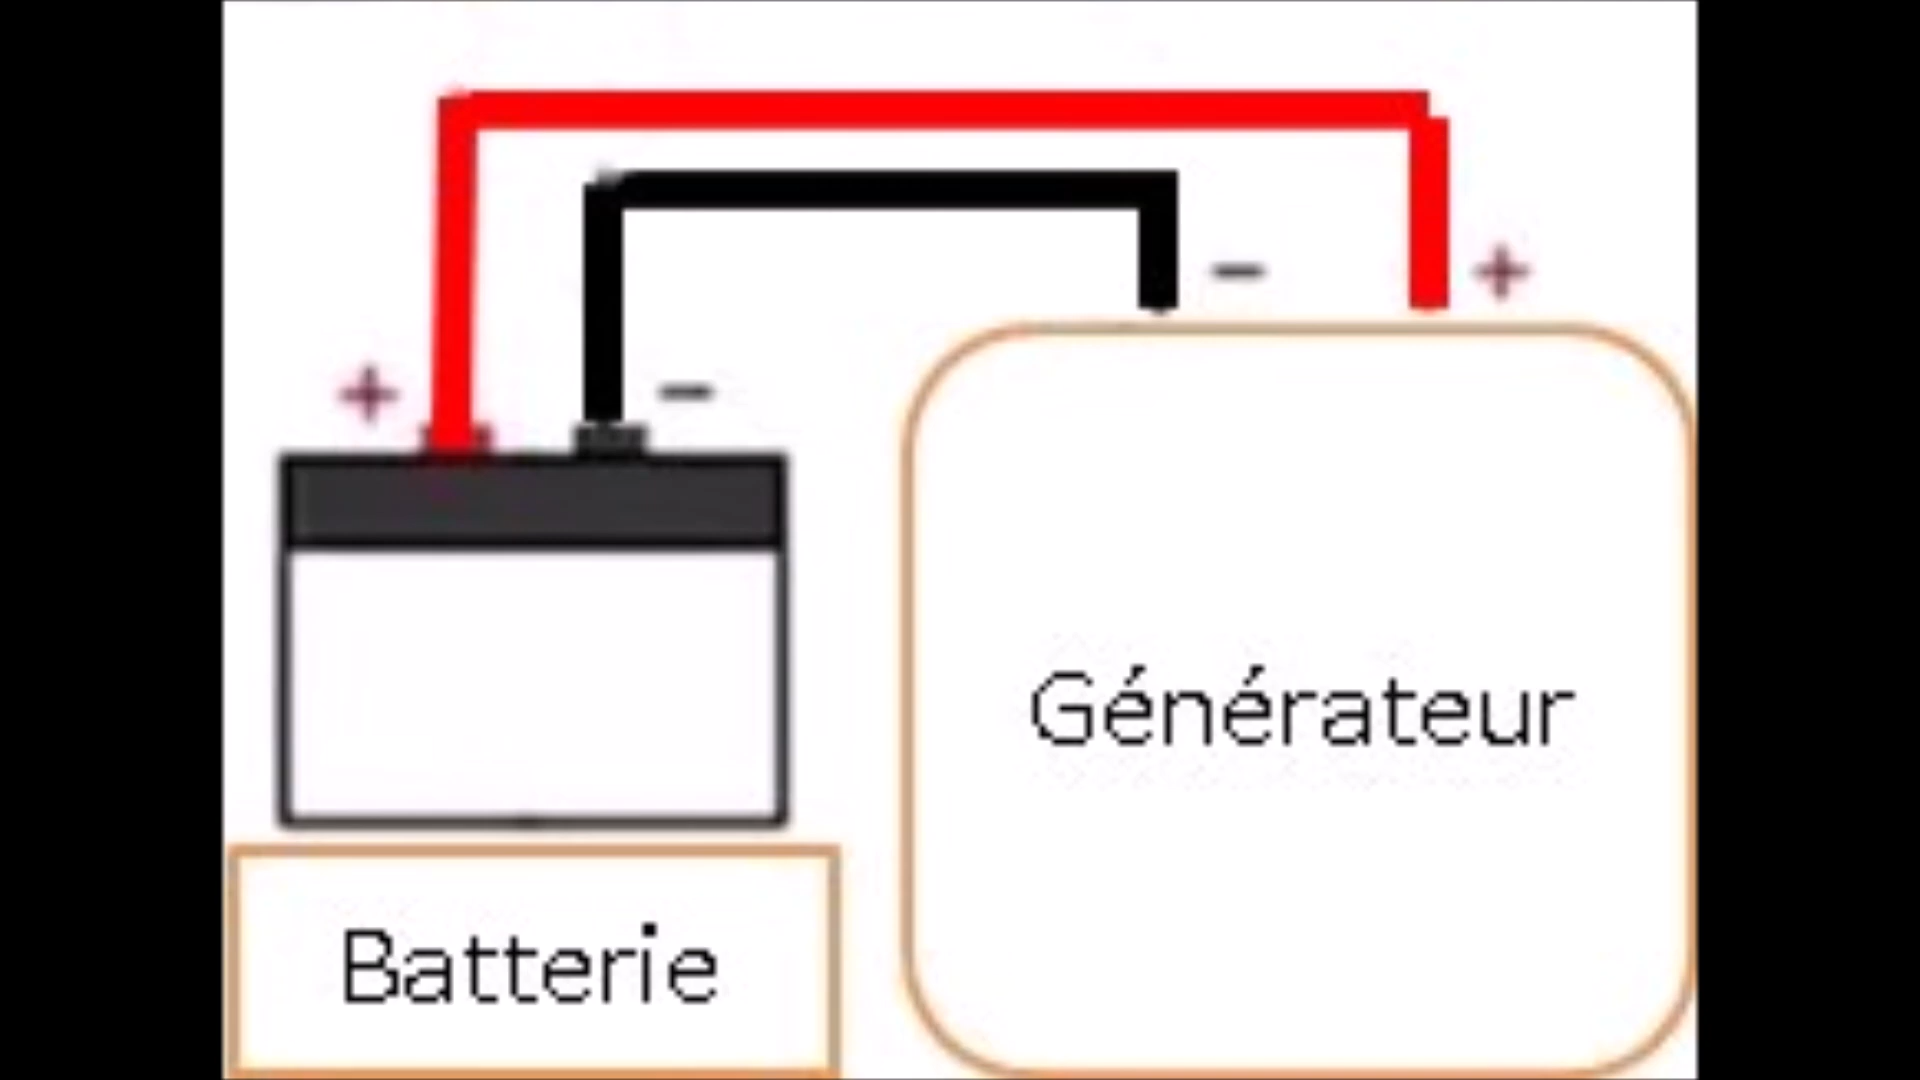 + −
− +
Générateur
Batterie